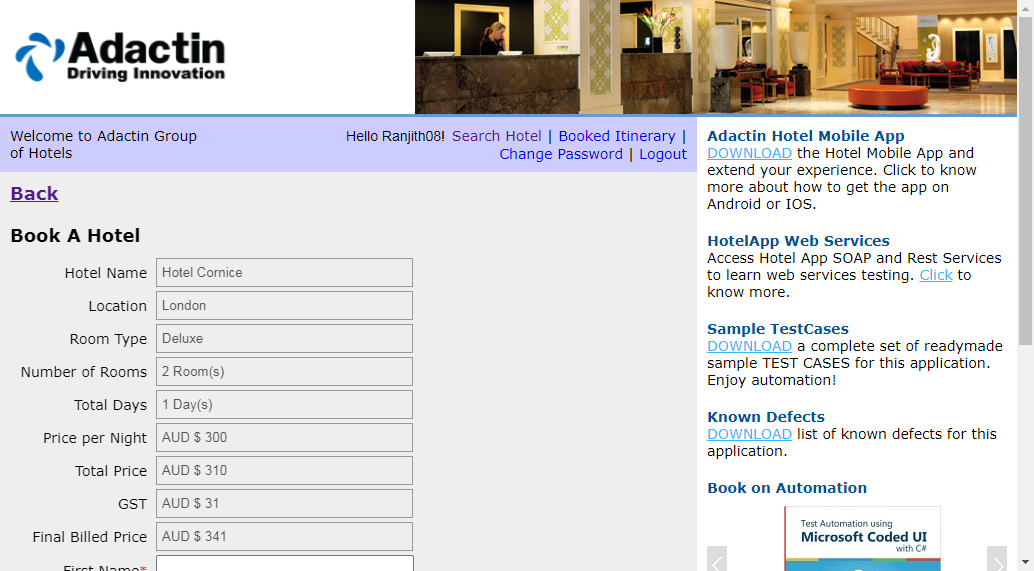 Adactin
Driving Innovation
Welcome to Adactin Group
of Hotels
Hello Ranjith08! Search Hotel | Booked Itinerary |
Change Password | Logout
Back
Book A Hotel
Hotel Name Hotel Cornice
Location London
Room Type Deluxe
Number of Rooms 2 Room(s)
Total Days 1 Day(s)
Price per Night AUD $ 300
Total Price AUD $ 310
GST AUD $ 31
Final Billed Price AUD $ 341
First Name*
Adactin Hotel Mobile App
DOWNLOAD the Hotel Mobile App and
extend your experience. Click to know
more about how to get the app on
Android or IOS.
HotelApp Web Services
Access Hotel App SOAP and Rest Services
to learn web services testing. Click to
know more.
Sample TestCases
DOWNLOAD a complete set of readymade
sample TEST CASES for this application.
Enjoy automation!
Known Defects
DOWNLOAD list of known defects for this
application.
Book on Automation
Test Automation using
Microsoft Coded UI
with C#